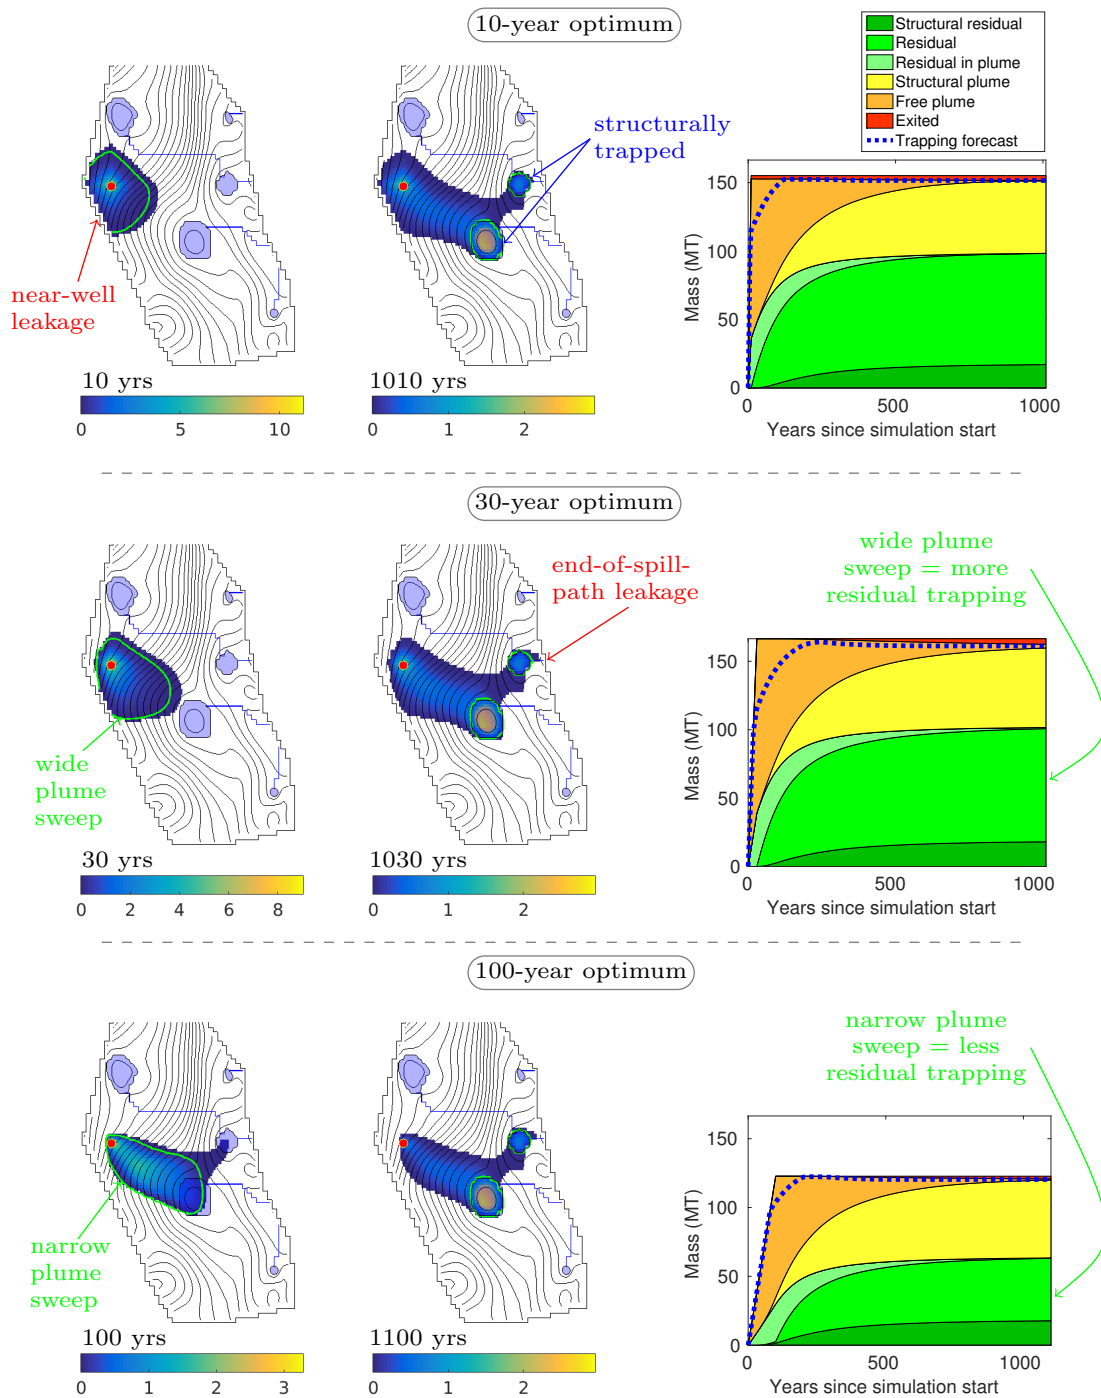 10-year optimum
Structural residual
Residual
Residual in plume
Structural plume
Free plume
Exited
Trapping forecast
structurally
trapped
near-well
leakage
10 yrs
0 5 10
1010 years
0 1 2
Mass (MT)
150
100
50
0
0 500 1000
Years since simulation start
30-year optimum
wide plume
sweep = more
residual trapping
end-of-spill-
path leakage
wide
plume
sweep
30 yrs
0 2 4 6 8
1030 years
0 1 2
Mass (MT)
150
100
50
0
0 500 1000
Years since simulation start
100-year optimum
narrow plume
sweep = less
residual trapping
narrow
plume
sweep
100 yrs
0 1 2 3
1100 years
0 1 2
Mass (MT)
150
100
50
0
0 500 1000
Years since simulation start